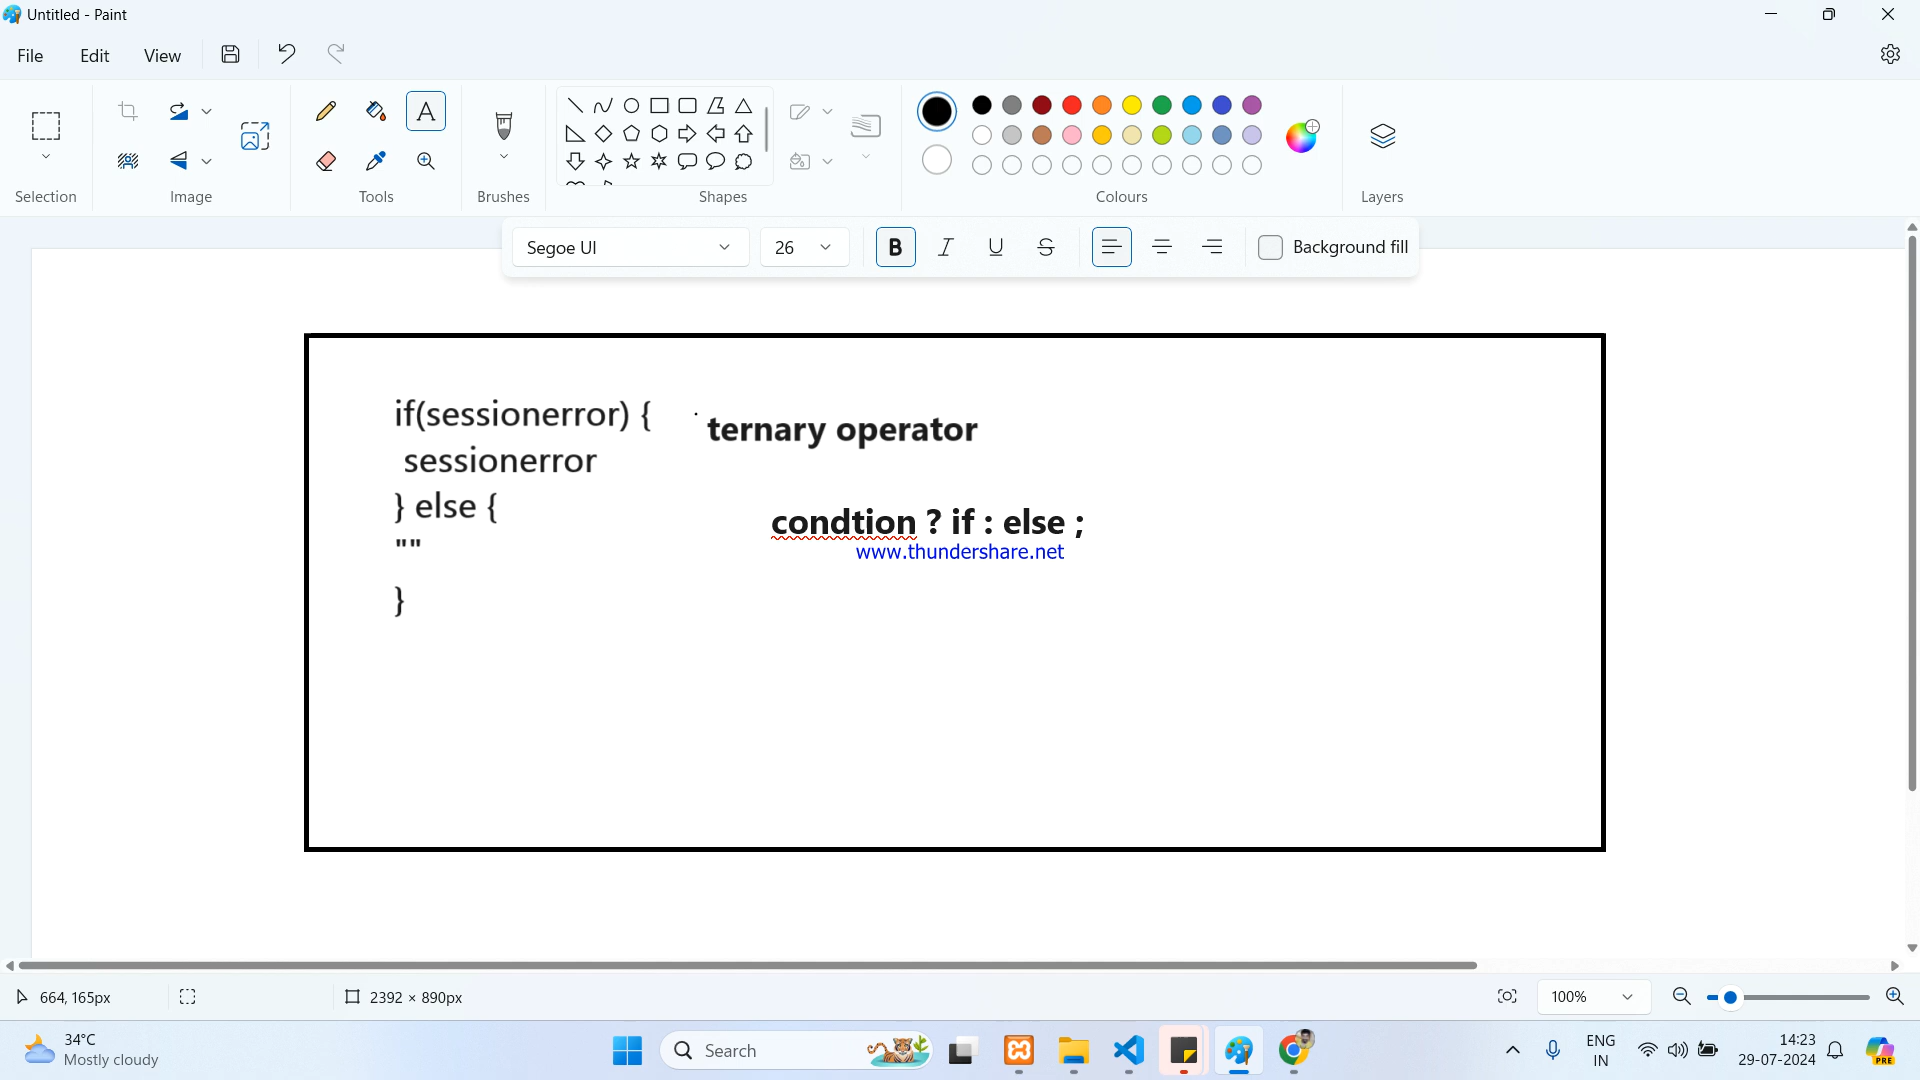 Untitled - Paint
File Edit View
Selection Image Tools Brushes Shapes Colours Layers
Segoe UI 26 B I U S Background fill
if(sessionerror) {
sessionerror
} else {
""
}
ternary operator
condtion ? if : else ;
www.thundershare.net
664, 165px 2392 × 890px 100%
34°C
Mostly cloudy
Search
ENG
IN
14:23
29-07-2024
PRE